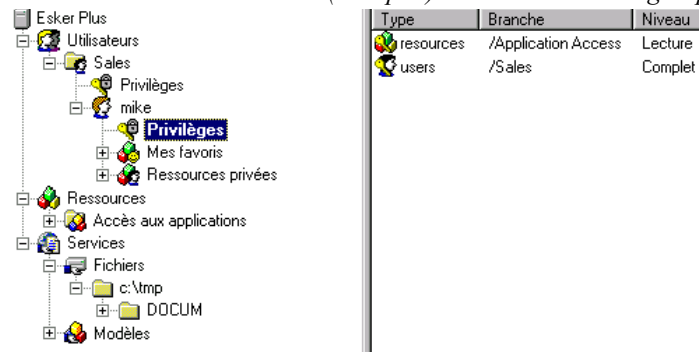 Esker Plus
Utilisateurs
Sales
Privilèges
mike
Privilèges
Mes favoris
Ressources privées
Ressources
Accès aux applications
Services
Fichiers
c:\tmp
DOCUM
Modèles
Type Branche Niveau
resources /Application Access Lecture
users /Sales Complet